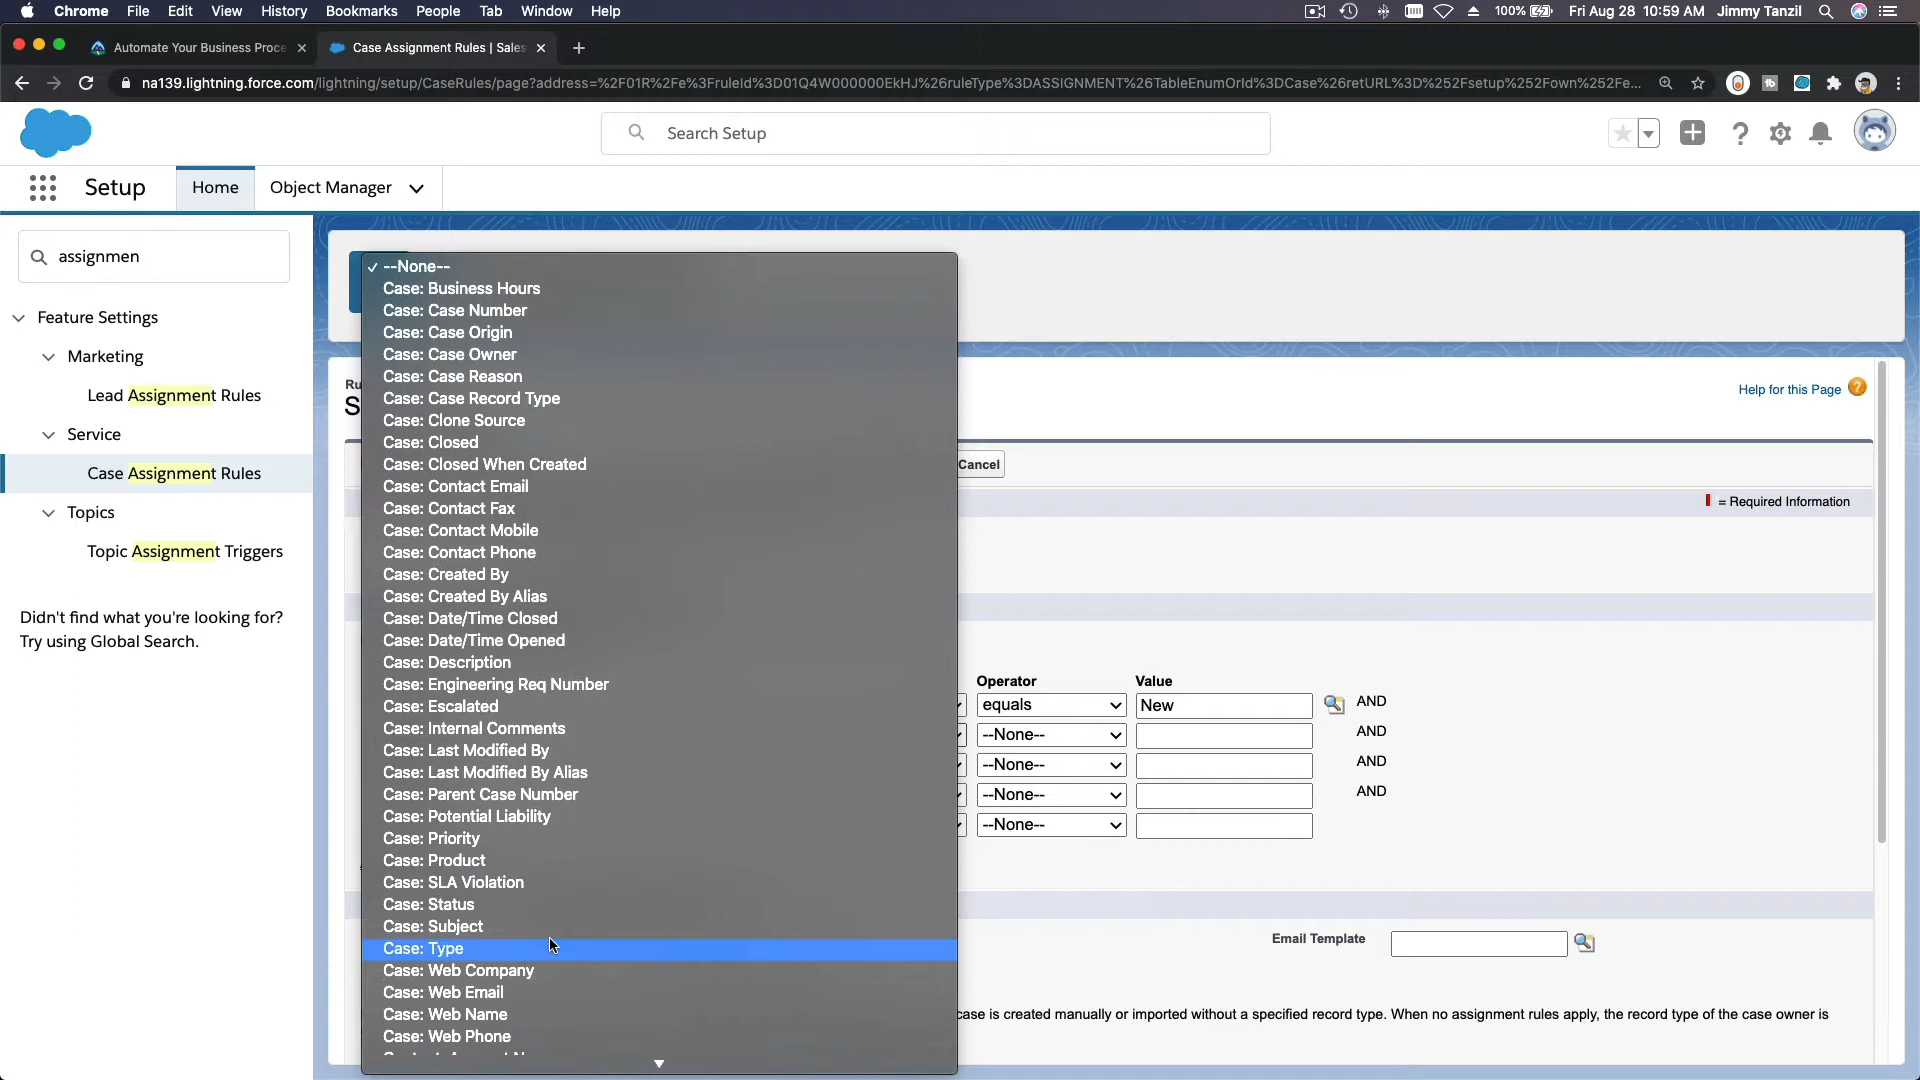 Chrome File Edit View History Bookmarks People Tab Window Help 100% Fri Aug 28 10:59 AM Jimmy Tanzil
Automate Your Business Proce
Case Assignment Rules | Sales
na139.lightning.force.com/lightning/setup/CaseRules/page?address=%2F01R%2Fe%3FruleId%3D01Q4W000000EkHJ%26ruleType%3DASSIGNMENT%26TableEnumOrId%3DCase%26retURL%3D%252Fsetup%252Fown%252Fe...
Search Setup
Setup
Home
Object Manager
assignmen
Feature Settings
Marketing
Lead Assignment Rules
Service
Case Assignment Rules
Topics
Topic Assignment Triggers
Didn't find what you're looking for?
Try using Global Search.
--None--
Case: Business Hours
Case: Case Number
Case: Case Origin
Case: Case Owner
Case: Case Reason
Case: Case Record Type
Case: Clone Source
Case: Closed
Case: Closed When Created
Case: Contact Email
Case: Contact Fax
Case: Contact Mobile
Case: Contact Phone
Case: Created By
Case: Created By Alias
Case: Date/Time Closed
Case: Date/Time Opened
Case: Description
Case: Engineering Req Number
Case: Escalated
Case: Internal Comments
Case: Last Modified By
Case: Last Modified By Alias
Case: Parent Case Number
Case: Potential Liability
Case: Priority
Case: Product
Case: SLA Violation
Case: Status
Case: Subject
Case: Type
Case: Web Company
Case: Web Email
Case: Web Name
Case: Web Phone
Ru
S
Help for this Page
Cancel
= Required Information
Operator Value
equals New AND
--None-- AND
--None-- AND
--None-- AND
--None--
Email Template
case is created manually or imported without a specified record type. When no assignment rules apply, the record type of the case owner is